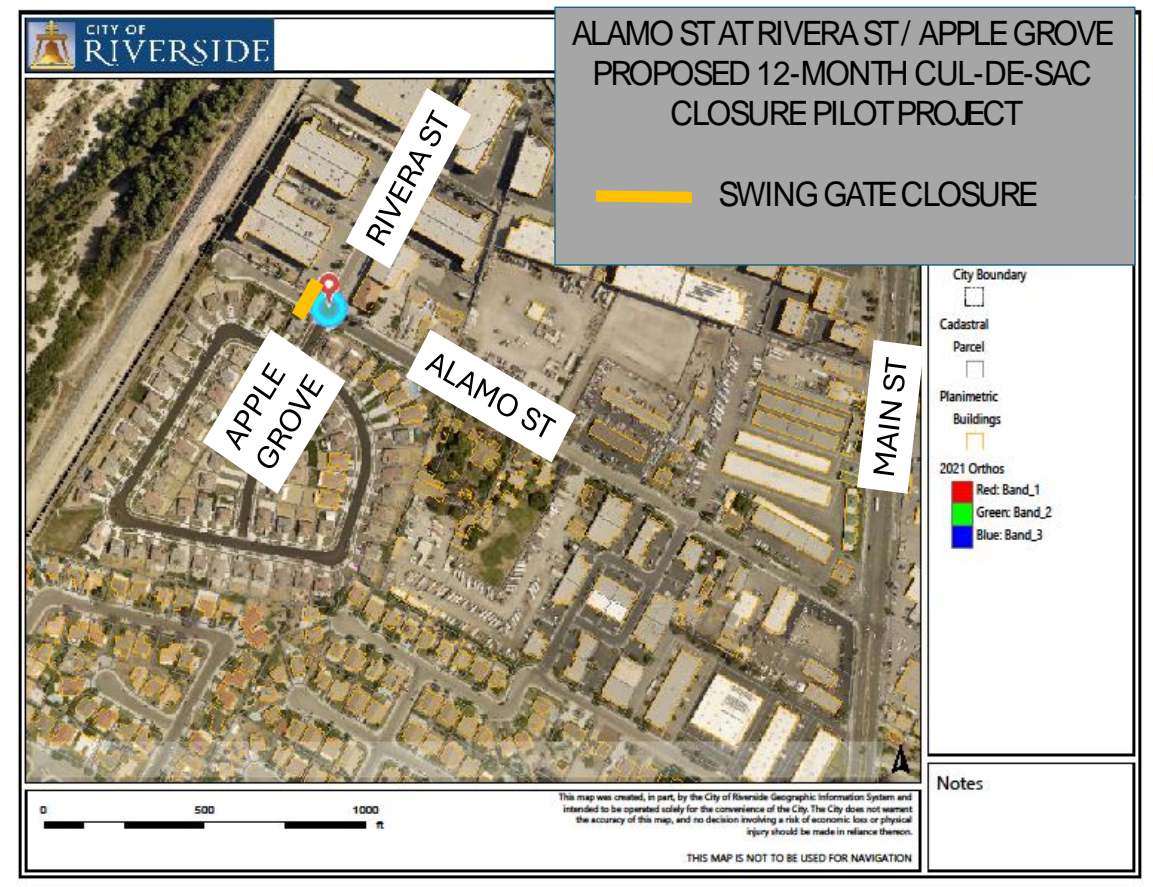 CITY OF
RIVERSIDE
ALAMO ST AT RIVERA ST / APPLE GROVE
PROPOSED 12-MONTH CUL-DE-SAC
CLOSURE PILOT PROJECT
SWING GATE CLOSURE
RIVERA ST
APPLE
GROVE
ALAMO ST
MAIN ST
City Boundary
Cadastral
Parcel
Planimetric
Buildings
2021 Orthos
Red: Band_1
Green: Band_2
Blue: Band_3
0 500 1000
ft
This map was created, in part, by the City of Riverside Geographic Information System and
intended to be operated solely for the convenience of the City. The City does not warrant
the accuracy of this map, and no decision involving a risk of economic loss or physical
injury should be made in reliance thereon.
THIS MAP IS NOT TO BE USED FOR NAVIGATION
Notes